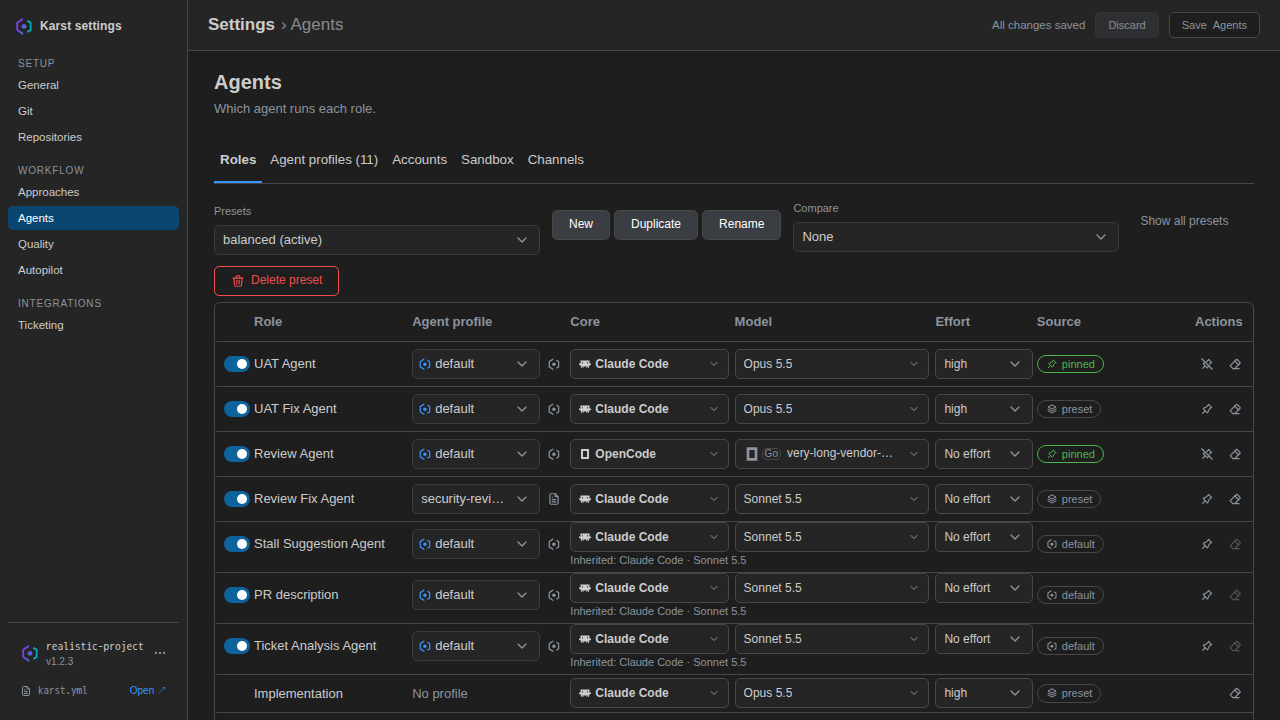 Karst settings
Settings › Agents
All changes saved
Discard
Save Agents
SETUP
General
Git
Repositories
WORKFLOW
Approaches
Agents
Quality
Autopilot
INTEGRATIONS
Ticketing
realistic-project
v1.2.3
karst.yml
Open ↗
Agents
Which agent runs each role.
Roles
Agent profiles (11)
Accounts
Sandbox
Channels
Presets
balanced (active)
New
Duplicate
Rename
Compare
None
Show all presets
Delete preset
Role Agent profile Core Model Effort Source Actions
UAT Agent default Claude Code Opus 5.5 high pinned
UAT Fix Agent default Claude Code Opus 5.5 high preset
Review Agent default OpenCode Go very-long-vendor-… No effort pinned
Review Fix Agent security-revi… Claude Code Sonnet 5.5 No effort preset
Stall Suggestion Agent default Claude Code Sonnet 5.5 No effort default
Inherited: Claude Code · Sonnet 5.5
PR description default Claude Code Sonnet 5.5 No effort default
Inherited: Claude Code · Sonnet 5.5
Ticket Analysis Agent default Claude Code Sonnet 5.5 No effort default
Inherited: Claude Code · Sonnet 5.5
Implementation No profile Claude Code Opus 5.5 high preset